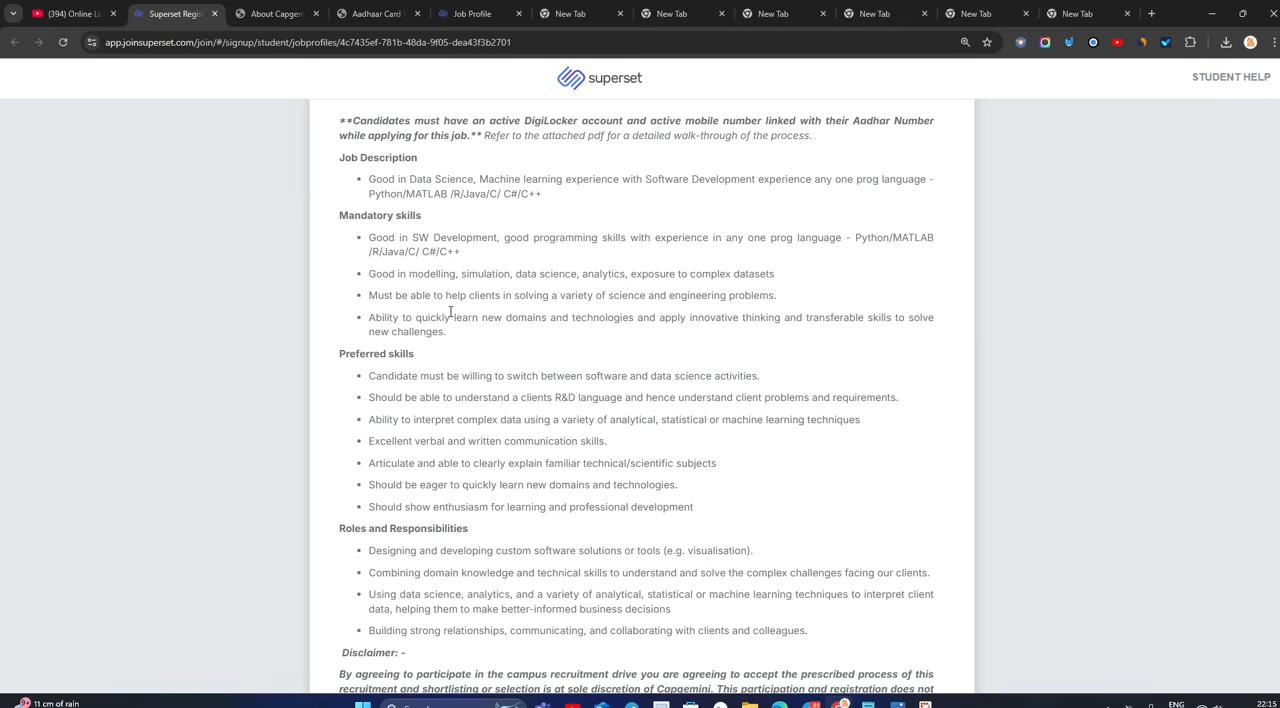 (394) Online L
Superset Regis
About Capgem
Aadhaar Card
Job Profile
New Tab
New Tab
New Tab
New Tab
New Tab
New Tab
app.joinsuperset.com/join/#/signup/student/jobprofiles/4c7435ef-781b-48da-9f05-dea43f3b2701
superset
STUDENT HELP
**Candidates must have an active DigiLocker account and active mobile number linked with their Aadhar Number
while applying for this job.** Refer to the attached pdf for a detailed walk-through of the process.
Job Description
• Good in Data Science, Machine learning experience with Software Development experience any one prog language -
Python/MATLAB /R/Java/C/ C#/C++
Mandatory skills
• Good in SW Development, good programming skills with experience in any one prog language - Python/MATLAB
/R/Java/C/ C#/C++
• Good in modelling, simulation, data science, analytics, exposure to complex datasets
• Must be able to help clients in solving a variety of science and engineering problems.
• Ability to quickly learn new domains and technologies and apply innovative thinking and transferable skills to solve
new challenges.
Preferred skills
• Candidate must be willing to switch between software and data science activities.
• Should be able to understand a clients R&D language and hence understand client problems and requirements.
• Ability to interpret complex data using a variety of analytical, statistical or machine learning techniques
• Excellent verbal and written communication skills.
• Articulate and able to clearly explain familiar technical/scientific subjects
• Should be eager to quickly learn new domains and technologies.
• Should show enthusiasm for learning and professional development
Roles and Responsibilities
• Designing and developing custom software solutions or tools (e.g. visualisation).
• Combining domain knowledge and technical skills to understand and solve the complex challenges facing our clients.
• Using data science, analytics, and a variety of analytical, statistical or machine learning techniques to interpret client
data, helping them to make better-informed business decisions
• Building strong relationships, communicating, and collaborating with clients and colleagues.
Disclaimer: -
By agreeing to participate in the campus recruitment drive you are agreeing to accept the prescribed process of this
recruitment and shortlisting or selection is at sole discretion of Capgemini. This participation and registration does not
11 cm of rain
ENG
22:15